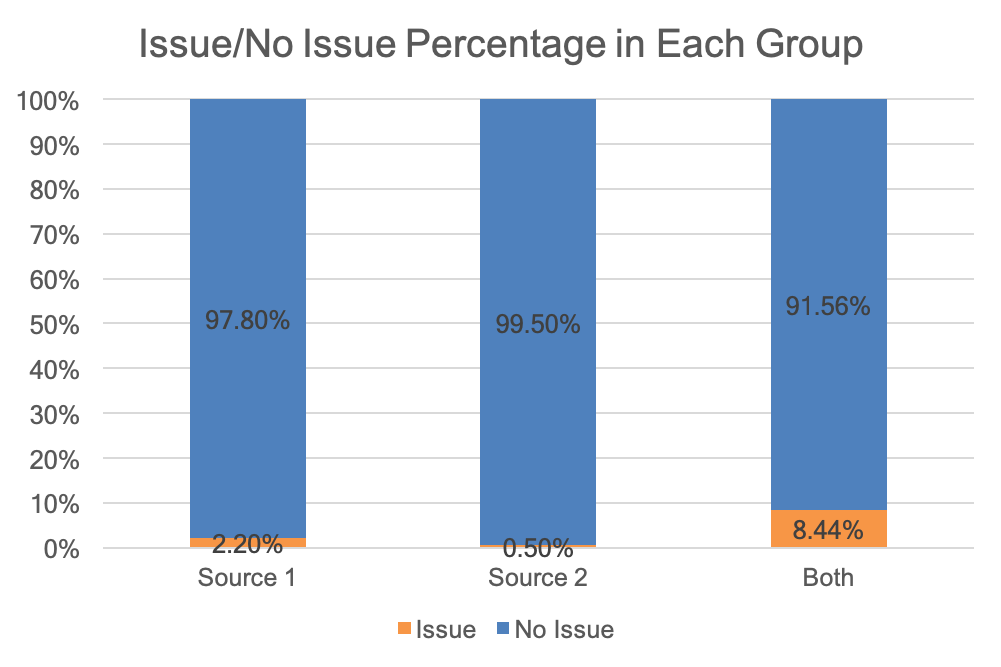 Issue/No Issue Percentage in Each Group
100%
90%
80%
70%
60%
50%
40%
30%
20%
10%
0%
97.80%
99.50%
91.56%
2.20%
0.50%
8.44%
Source 1
Source 2
Both
Issue
No Issue